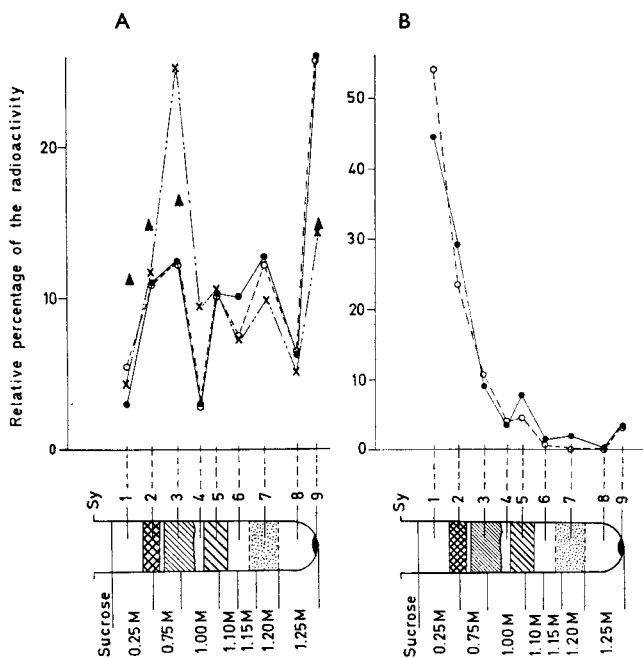 A
B
Relative percentage of the radioactivity
20
10
0
50
40
30
20
10
0
Sy 1 2 3 4 5 6 7 8 9
Sy 1 2 3 4 5 6 7 8 9
Sucrose 0.25 M 0.75 M 1.00 M 1.10 M 1.15 M 1.20 M 1.25 M
Sucrose 0.25 M 0.75 M 1.00 M 1.10 M 1.15 M 1.20 M 1.25 M